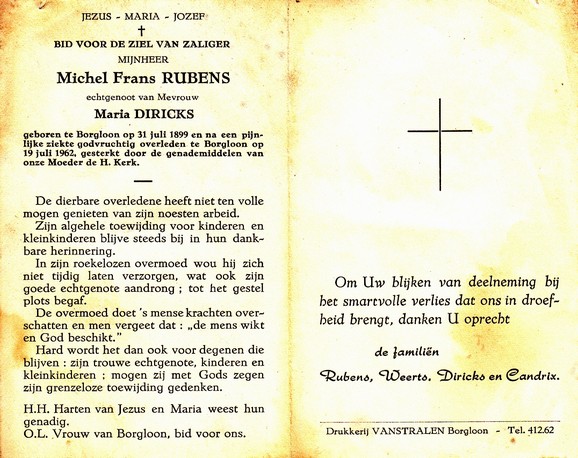 JEZUS - MARIA - JOZEF
BID VOOR DE ZIEL VAN ZALIGER
MIJNHEER
Michel Frans RUBENS
echtgenoot van Mevrouw
Maria DIRICKS
geboren te Borgloon op 31 juli 1899 en na een pijn-
lijke ziekte godvruchtig overleden te Borgloon op
19 juli 1962, gesterkt door de genademiddelen van
onze Moeder de H. Kerk.
De dierbare overledene heeft niet ten volle
mogen genieten van zijn noesten arbeid.
Zijn algehele toewijding voor kinderen en
kleinkinderen blijve steeds bij in hun dank-
bare herinnering.
In zijn roekelozen overmoed wou hij zich
niet tijdig laten verzorgen, wat ook zijn
goede echtgenote aandrong ; tot het gestel
plots begaf.
De overmoed doet 's mense krachten over-
schatten en men vergeet dat : „de mens wikt
en God beschikt."
Hard wordt het dan ook voor degenen die
blijven : zijn trouwe echtgenote, kinderen en
kleinkinderen : mogen zij met Gods zegen
zijn grenzeloze toewijding gedenken.
H.H. Harten van Jezus en Maria weest hun
genadig.
O.L. Vrouw van Borgloon, bid voor ons.
Om Uw blijken van deelneming bij
het smartvolle verlies dat ons in droef-
heid brengt, danken U oprecht
de familiën
Rubens, Weerts. Diricks en Candrix.
Drukkerij VANSTRALEN Borgloon - Tel. 412.62